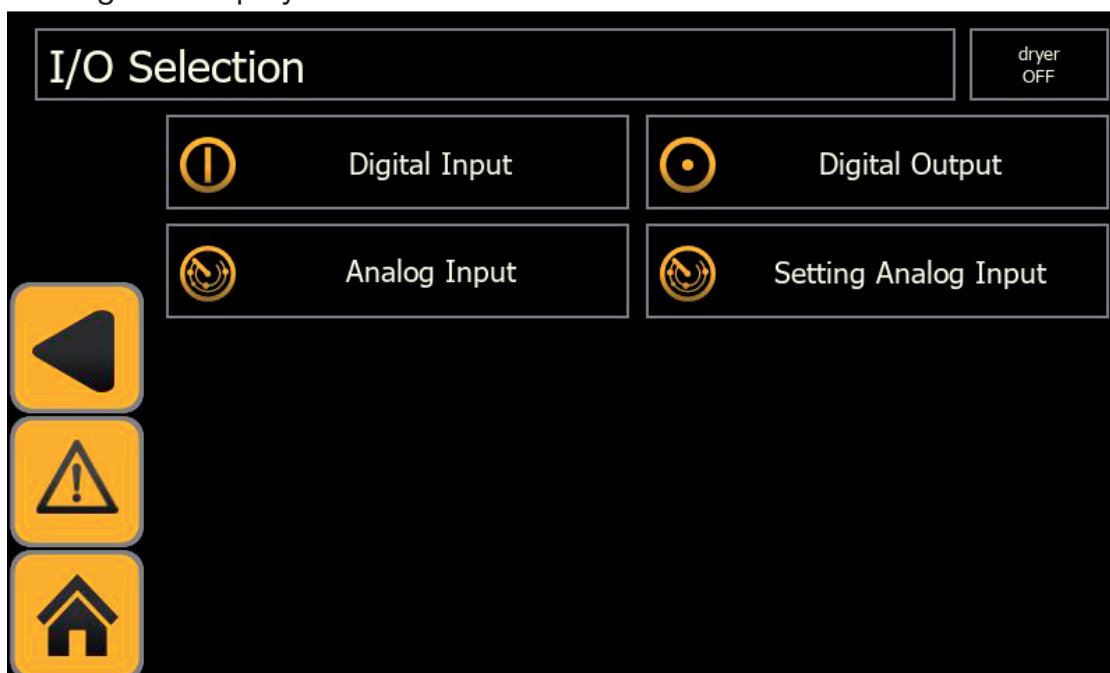 I/O Selection
dryer
OFF
Digital Input
Digital Output
Analog Input
Setting Analog Input